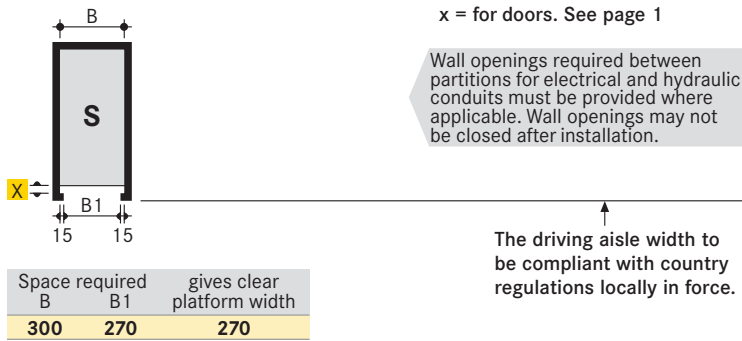 B
x = for doors. See page 1
Wall openings required between
partitions for electrical and hydraulic
conduits must be provided where
applicable. Wall openings may not
be closed after installation.
S
X
B1
15 15
The driving aisle width to
be compliant with country
regulations locally in force.
Space required gives clear
B B1 platform width
300 270 270